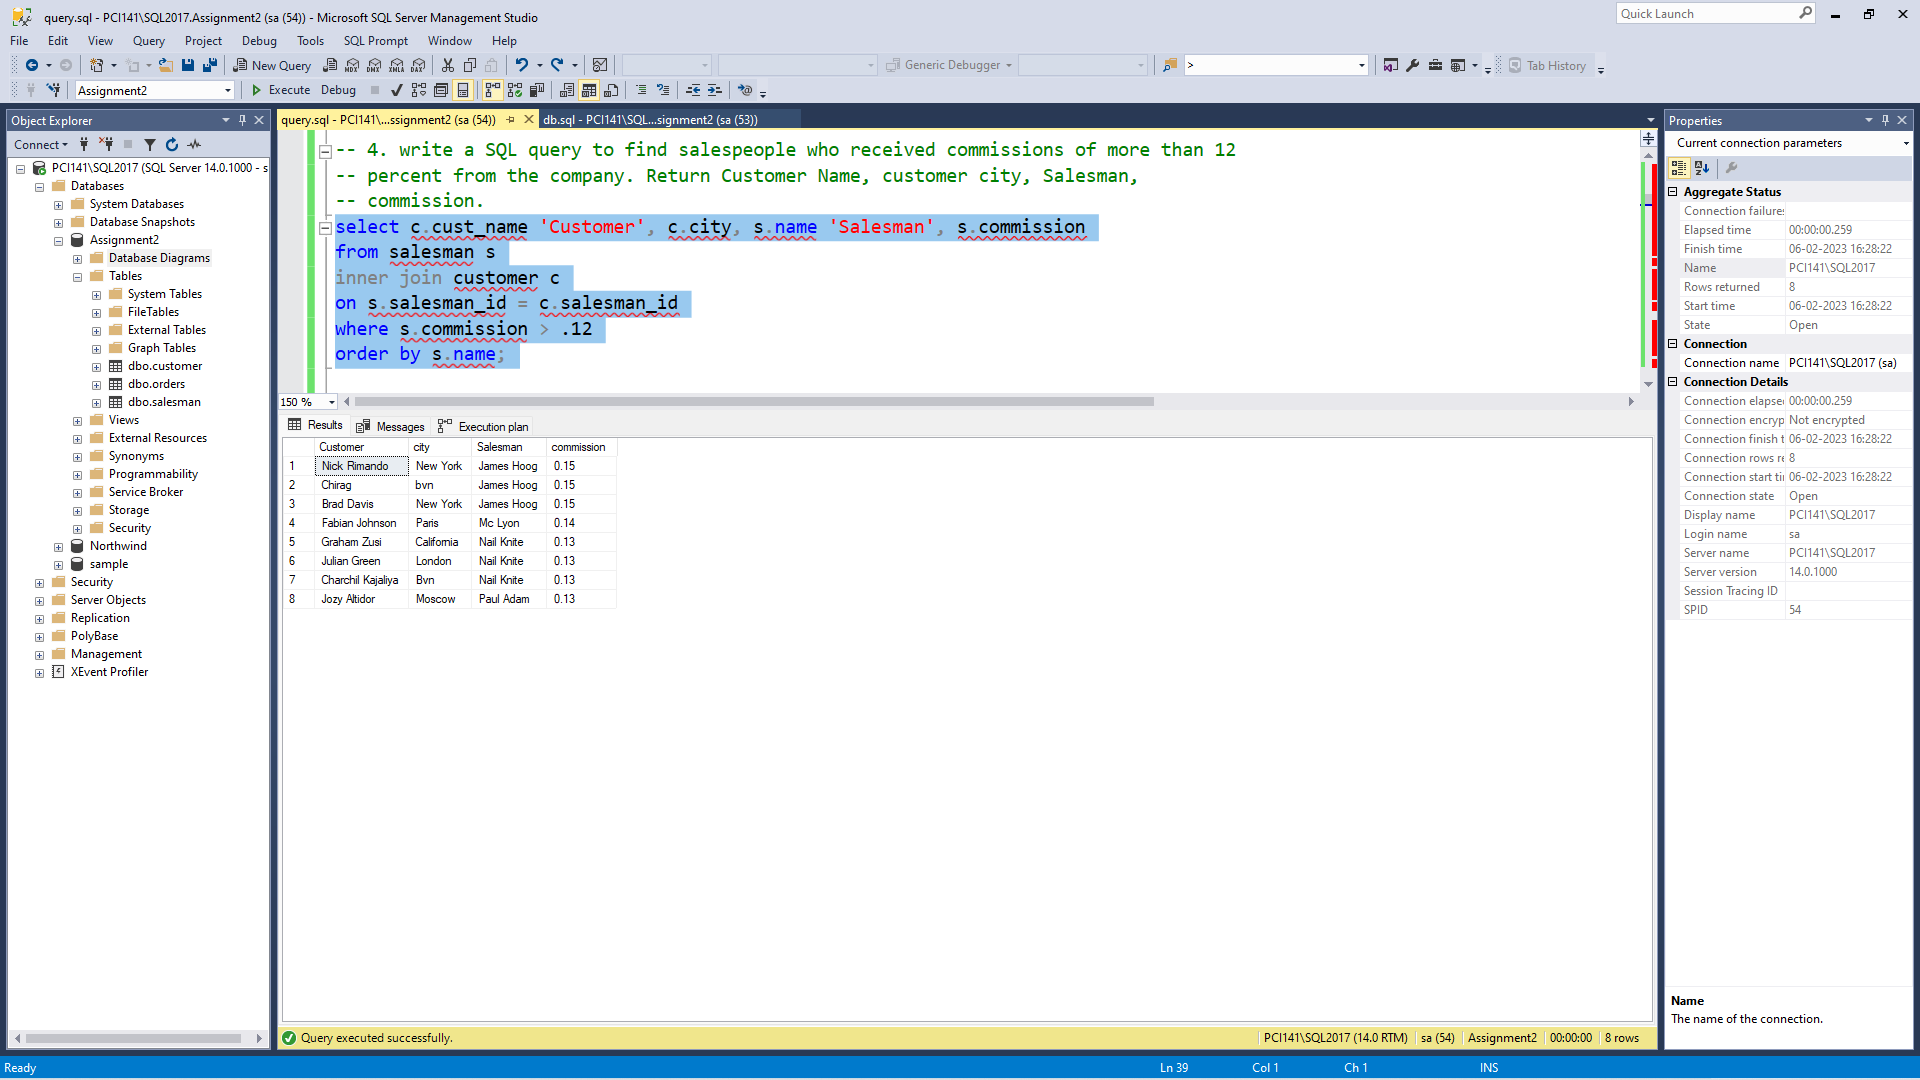 query.sql - PCI141\SQL2017.Assignment2 (sa (54)) - Microsoft SQL Server Management Studio
Quick Launch
File Edit View Query Project Debug Tools SQL Prompt Window Help
New Query
MDX DMX XMLA DAX
Generic Debugger
>
Tab History
Assignment2
Execute Debug
Object Explorer
Connect
PCI141\SQL2017 (SQL Server 14.0.1000 - s
Databases
System Databases
Database Snapshots
Assignment2
Database Diagrams
Tables
System Tables
FileTables
External Tables
Graph Tables
dbo.customer
dbo.orders
dbo.salesman
Views
External Resources
Synonyms
Programmability
Service Broker
Storage
Security
Northwind
sample
Security
Server Objects
Replication
PolyBase
Management
XEvent Profiler
query.sql - PCI141\...ssignment2 (sa (54))
db.sql - PCI141\SQL...signment2 (sa (53))
-- 4. write a SQL query to find salespeople who received commissions of more than 12
-- percent from the company. Return Customer Name, customer city, Salesman,
-- commission.
select c.cust_name 'Customer', c.city, s.name 'Salesman', s.commission
from salesman s
inner join customer c
on s.salesman_id = c.salesman_id
where s.commission > .12
order by s.name;
150 %
Results Messages Execution plan
Customer city Salesman commission
1 Nick Rimando New York James Hoog 0.15
2 Chirag bvn James Hoog 0.15
3 Brad Davis New York James Hoog 0.15
4 Fabian Johnson Paris Mc Lyon 0.14
5 Graham Zusi California Nail Knite 0.13
6 Julian Green London Nail Knite 0.13
7 Charchil Kajaliya Bvn Nail Knite 0.13
8 Jozy Altidor Moscow Paul Adam 0.13
Query executed successfully.
PCI141\SQL2017 (14.0 RTM) sa (54) Assignment2 00:00:00 8 rows
Properties
Current connection parameters
Aggregate Status
Connection failures
Elapsed time 00:00:00.259
Finish time 06-02-2023 16:28:22
Name PCI141\SQL2017
Rows returned 8
Start time 06-02-2023 16:28:22
State Open
Connection
Connection name PCI141\SQL2017 (sa)
Connection Details
Connection elapse 00:00:00.259
Connection encryp Not encrypted
Connection finish t 06-02-2023 16:28:22
Connection rows re 8
Connection start ti 06-02-2023 16:28:22
Connection state Open
Display name PCI141\SQL2017
Login name sa
Server name PCI141\SQL2017
Server version 14.0.1000
Session Tracing ID
SPID 54
Name
The name of the connection.
Ready
Ln 39 Col 1 Ch 1 INS